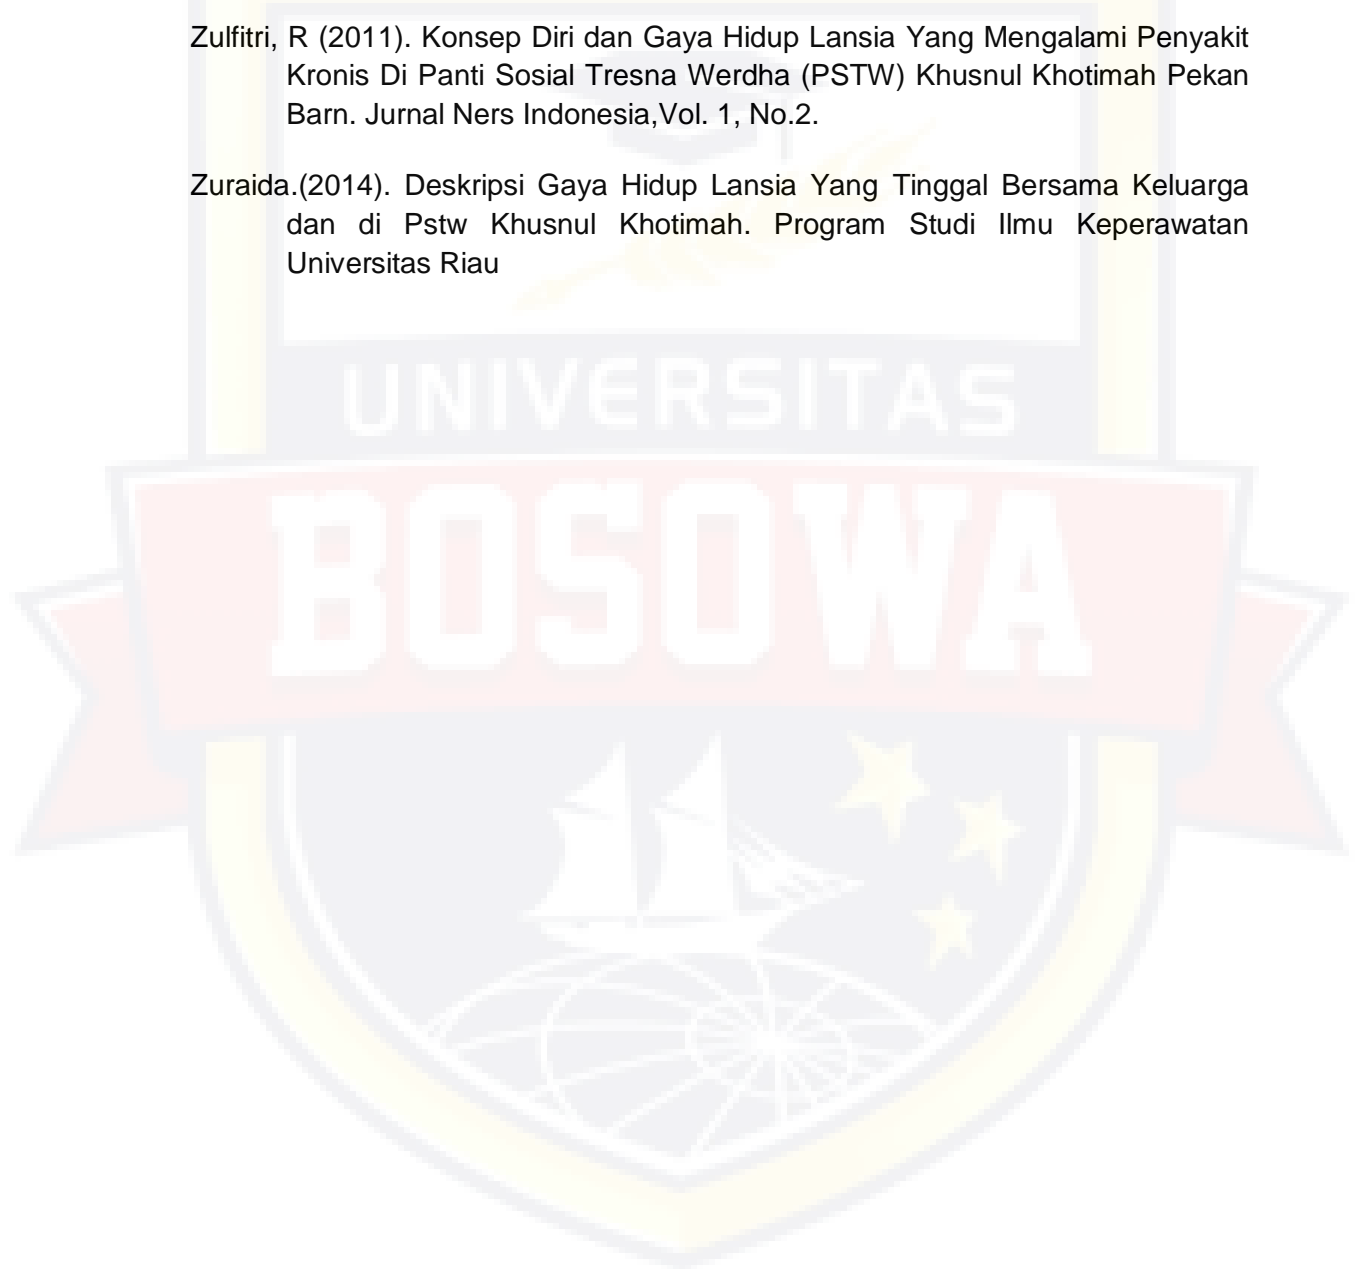 Zulfitri, R (2011). Konsep Diri dan Gaya Hidup Lansia Yang Mengalami Penyakit
Kronis Di Panti Sosial Tresna Werdha (PSTW) Khusnul Khotimah Pekan
Barn. Jurnal Ners Indonesia,Vol. 1, No.2.
Zuraida.(2014). Deskripsi Gaya Hidup Lansia Yang Tinggal Bersama Keluarga
dan di Pstw Khusnul Khotimah. Program Studi Ilmu Keperawatan
Universitas Riau
UNIVERSITAS
BOSOWA